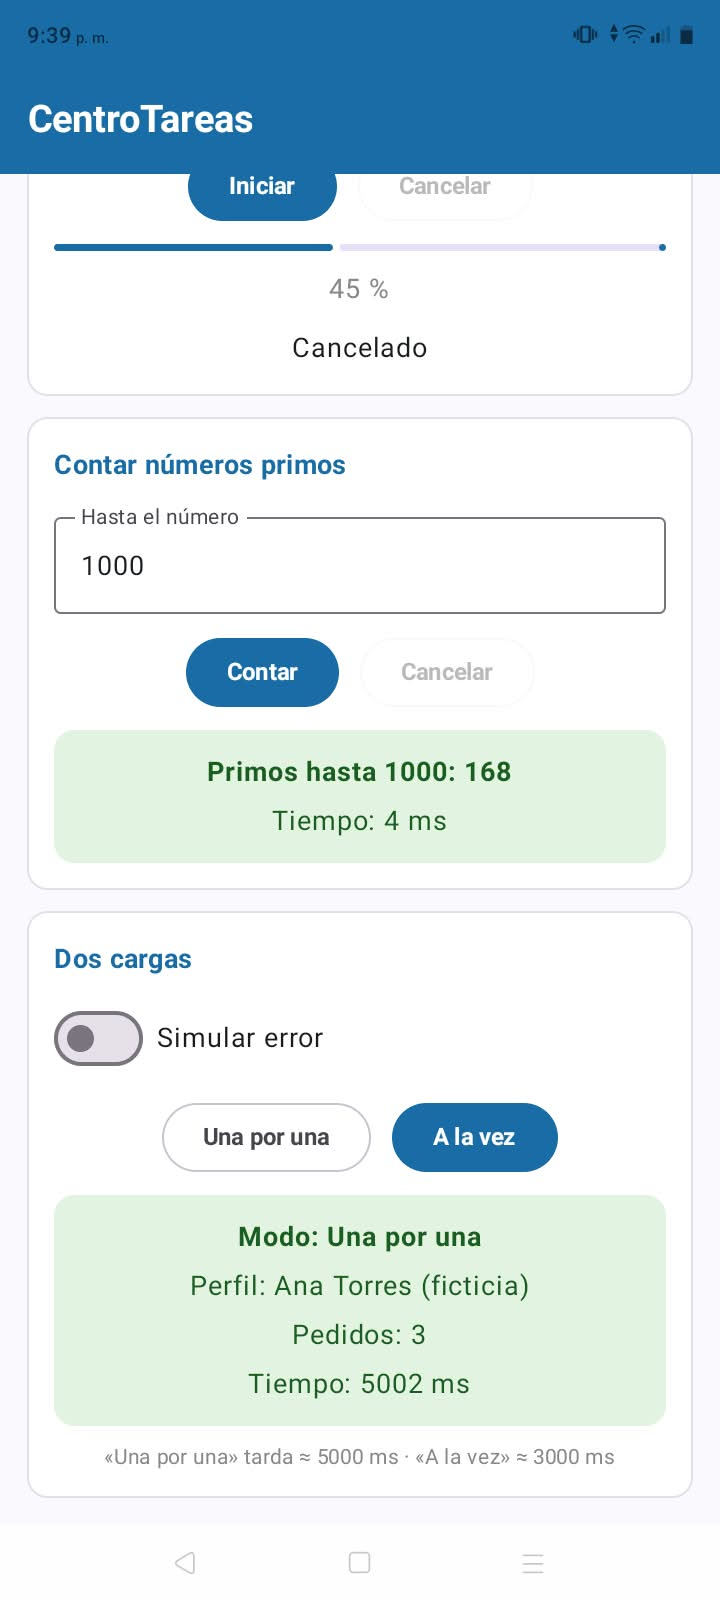 9:39 p. m.
CentroTareas
Iniciar
Cancelar
45 %
Cancelado
Contar números primos
Hasta el número
1000
Contar
Cancelar
Primos hasta 1000: 168
Tiempo: 4 ms
Dos cargas
Simular error
Una por una
A la vez
Modo: Una por una
Perfil: Ana Torres (ficticia)
Pedidos: 3
Tiempo: 5002 ms
«Una por una» tarda ≈ 5000 ms · «A la vez» ≈ 3000 ms